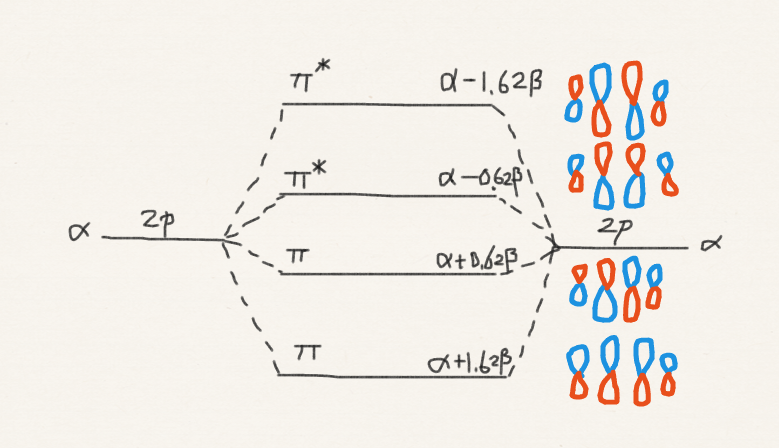 π* α-1.62β
π* α-0.62β
α 2p 2p α
π α+0.62β
π α+1.62β